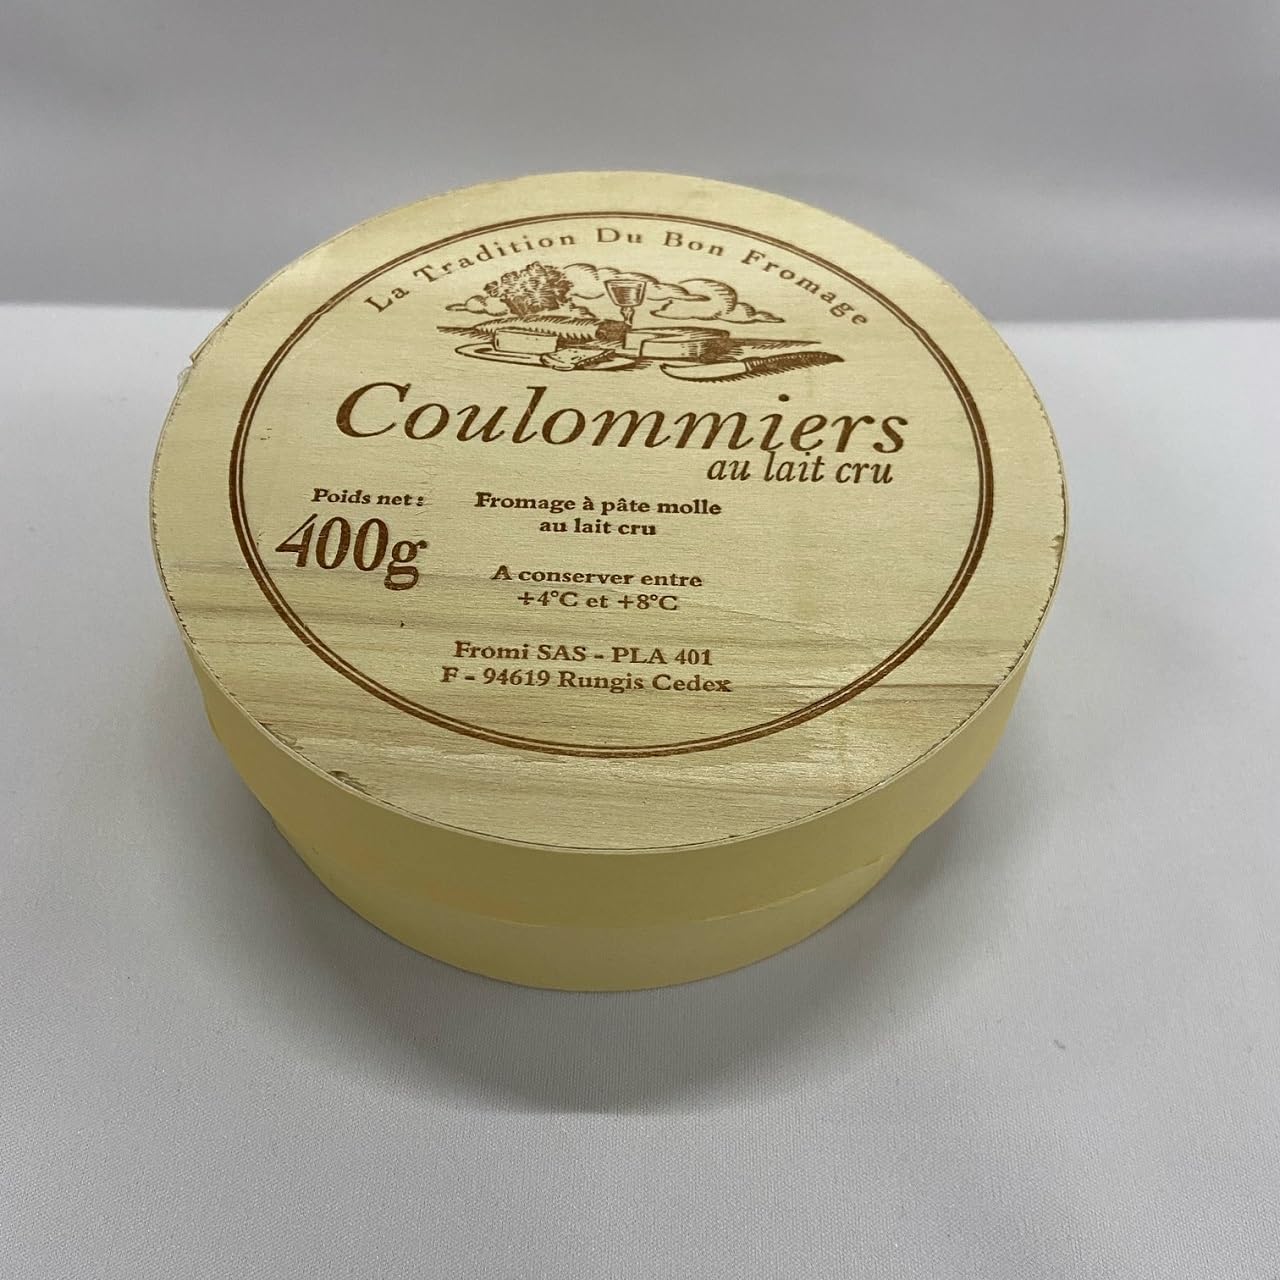 La Tradition Du Bon Fromage
Coulommiers
au lait cru
Poids net:
400g
Fromage à pâte molle
au lait cru
A conserver entre
+4°C et +8°C
Fromi SAS - PLA 401
F - 94619 Rungis Cedex